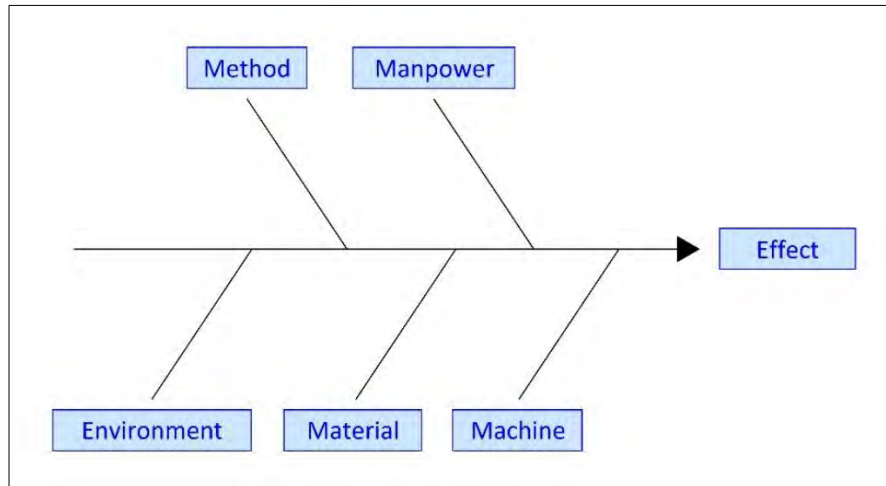 Method
Manpower
Effect
Environment
Material
Machine